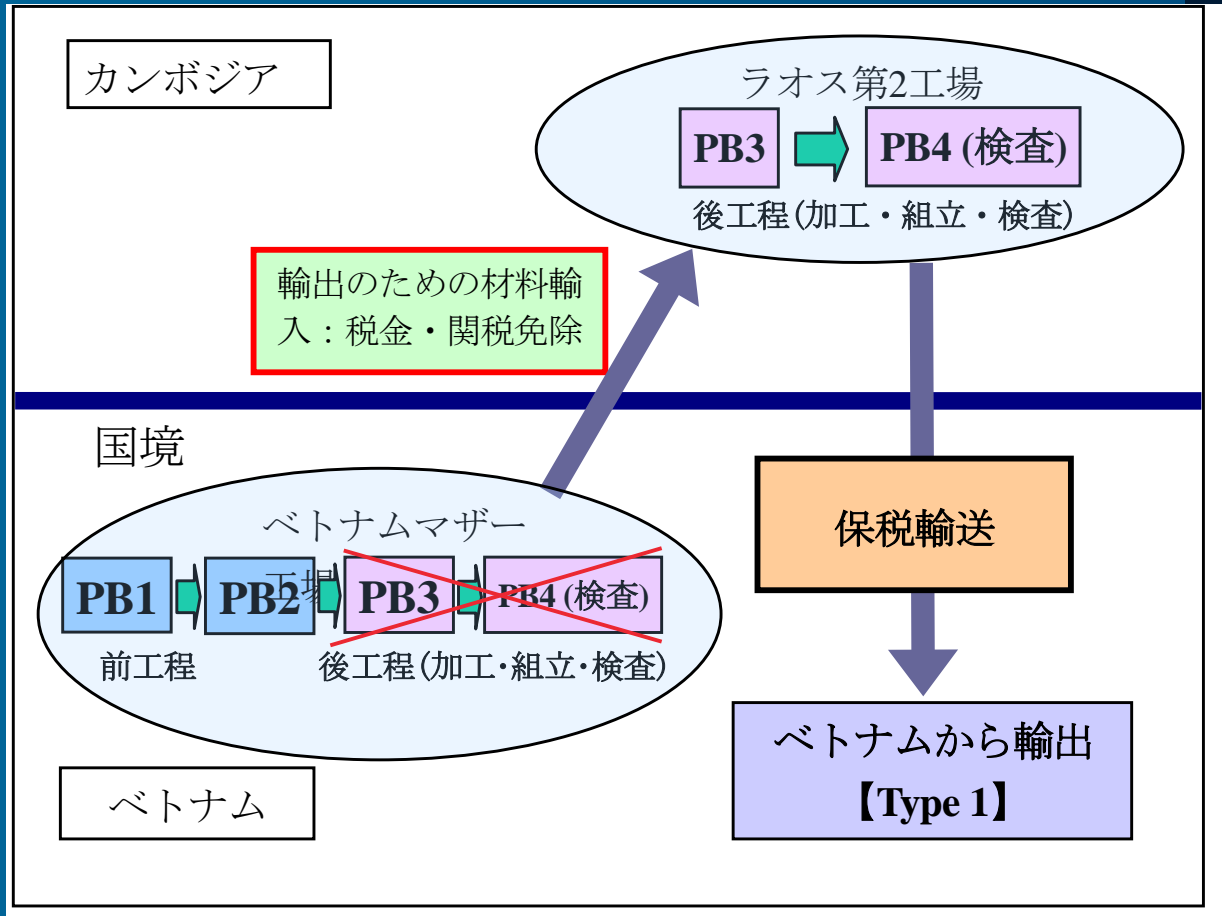 カンボジア
ラオス第2工場
PB3
PB4 (検査)
後工程(加工・組立・検査)
輸出のための材料輸
入：税金・関税免除
国境
ベトナムマザー
工場
PB1
PB2
PB3
PB4 (検査)
前工程
後工程(加工・組立・検査)
保税輸送
ベトナムから輸出
【Type 1】
ベトナム